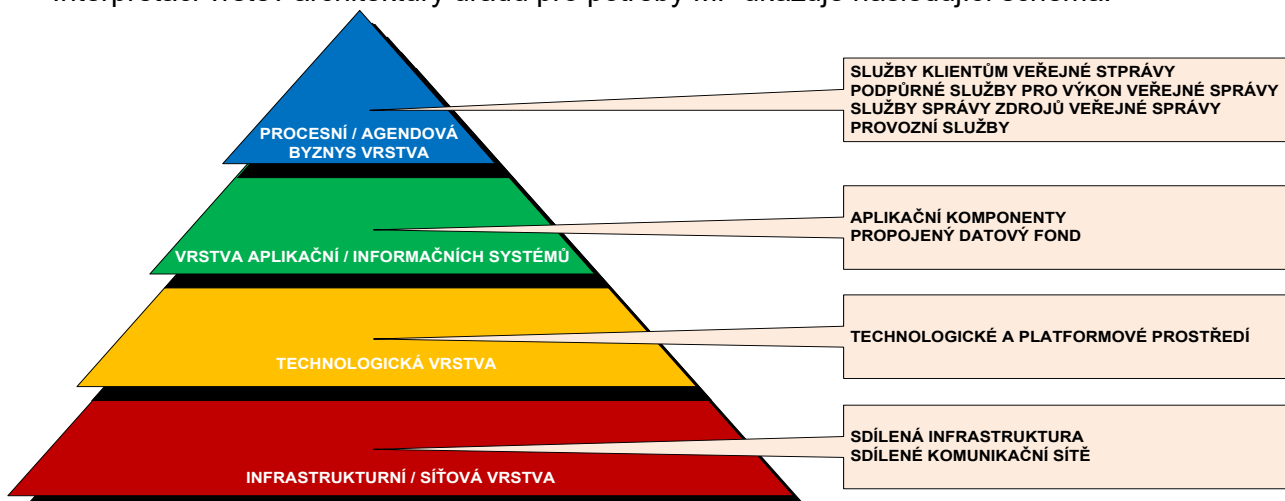 SLUŽBY KLIENTŮM VEŘEJNÉ STPRÁVY
PODPŮRNÉ SLUŽBY PRO VÝKON VEŘEJNÉ SPRÁVY
SLUŽBY SPRÁVY ZDROJŮ VEŘEJNÉ SPRÁVY
PROVOZNÍ SLUŽBY
PROCESNÍ / AGENDOVÁ
BYZNYS VRSTVA
APLIKAČNÍ KOMPONENTY
PROPOJENÝ DATOVÝ FOND
VRSTVA APLIKAČNÍ / INFORMAČNÍCH SYSTÉMŮ
TECHNOLOGICKÉ A PLATFORMOVÉ PROSTŘEDÍ
TECHNOLOGICKÁ VRSTVA
SDÍLENÁ INFRASTRUKTURA
SDÍLENÉ KOMUNIKAČNÍ SÍTĚ
INFRASTRUKTURNÍ / SÍŤOVÁ VRSTVA